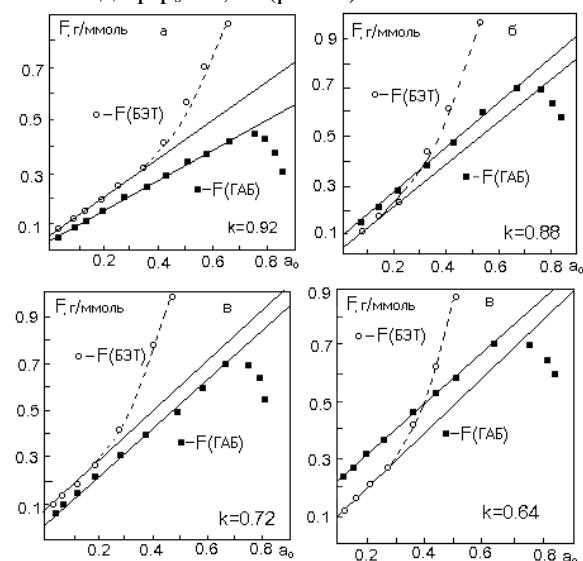 F, г/ммоль а
0.7
0.5
0.3
0.1
○–F(БЭТ)
■–F(ГАБ)
k=0.92
0.2 0.4 0.6 0.8 a₀
F, г/ммоль б
0.9
0.7
0.5
0.3
0.1
○–F(БЭТ)
■–F(ГАБ)
k=0.88
0.2 0.4 0.6 0.8 a₀
F, г/ммоль в
0.9
0.7
0.5
0.3
0.1
○–F(БЭТ)
■–F(ГАБ)
k=0.72
0.2 0.4 0.6 0.8 a₀
F, г/ммоль в
0.9
0.7
0.5
0.3
0.1
○–F(БЭТ)
■–F(ГАБ)
k=0.64
0.2 0.4 0.6 0.8 a₀